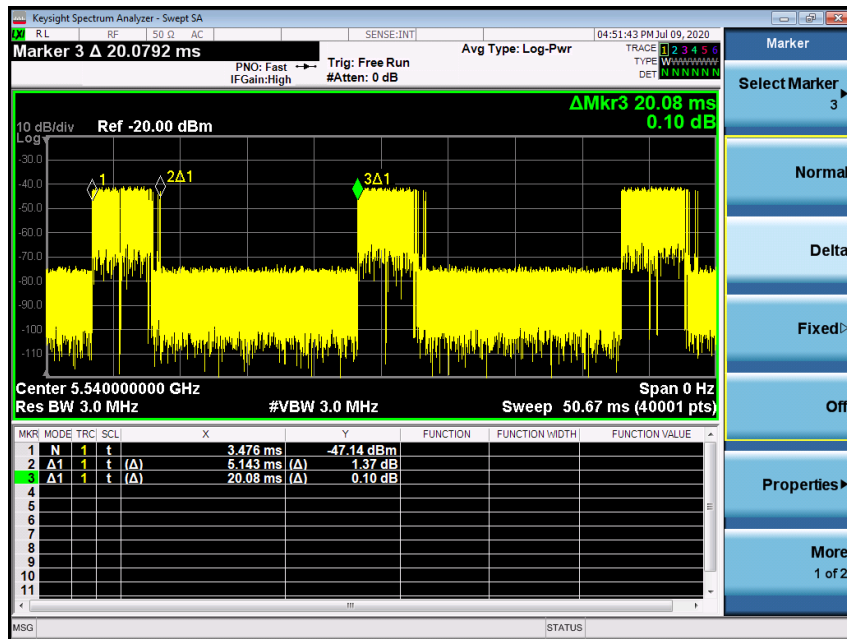 Keysight Spectrum Analyzer - Swept SA
LXI RL RF 50 Ω AC SENSE:INT 04:51:43 PM Jul 09, 2020
Marker 3 Δ 20.0792 ms
PNO: Fast
IFGain:High
Trig: Free Run
#Atten: 0 dB
Avg Type: Log-Pwr
TRACE 1 2 3 4 5 6
TYPE WWWWWW
DET N N N N N N
ΔMkr3 20.08 ms
0.10 dB
10 dB/div Ref -20.00 dBm
Log
-30.0
-40.0
-50.0
-60.0
-70.0
-80.0
-90.0
-100
-110
1
2Δ1
3Δ1
Center 5.540000000 GHz Span 0 Hz
Res BW 3.0 MHz #VBW 3.0 MHz Sweep 50.67 ms (40001 pts)
MKR MODE TRC SCL X Y FUNCTION FUNCTION WIDTH FUNCTION VALUE
1 N 1 t 3.476 ms -47.14 dBm
2 Δ1 1 t (Δ) 5.143 ms (Δ) 1.37 dB
3 Δ1 1 t (Δ) 20.08 ms (Δ) 0.10 dB
4
5
6
7
8
9
10
11
MSG STATUS
Marker
Select Marker
3
Normal
Delta
Fixed
Off
Properties
More
1 of 2